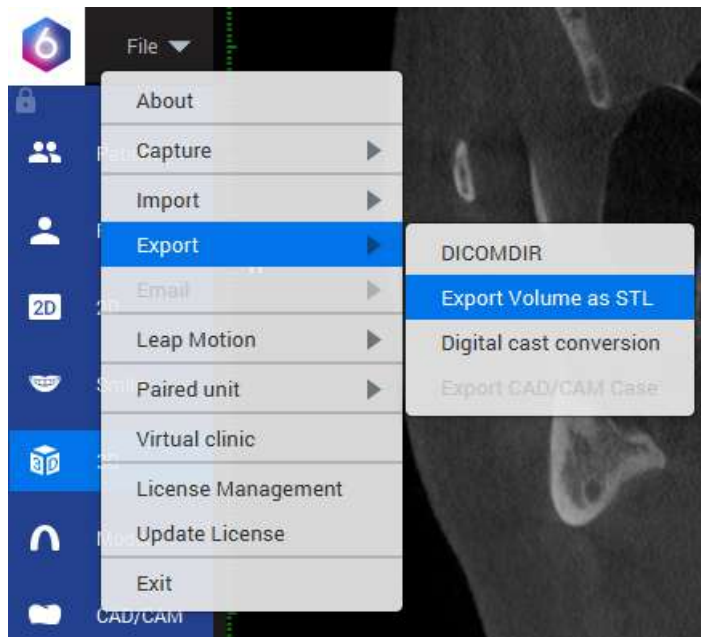 6
File
About
Capture
Import
Export
Email
Leap Motion
Paired unit
Virtual clinic
License Management
Update License
Exit
DICOMDIR
Export Volume as STL
Digital cast conversion
Export CAD/CAM Case
2D
3D
CAD/CAM